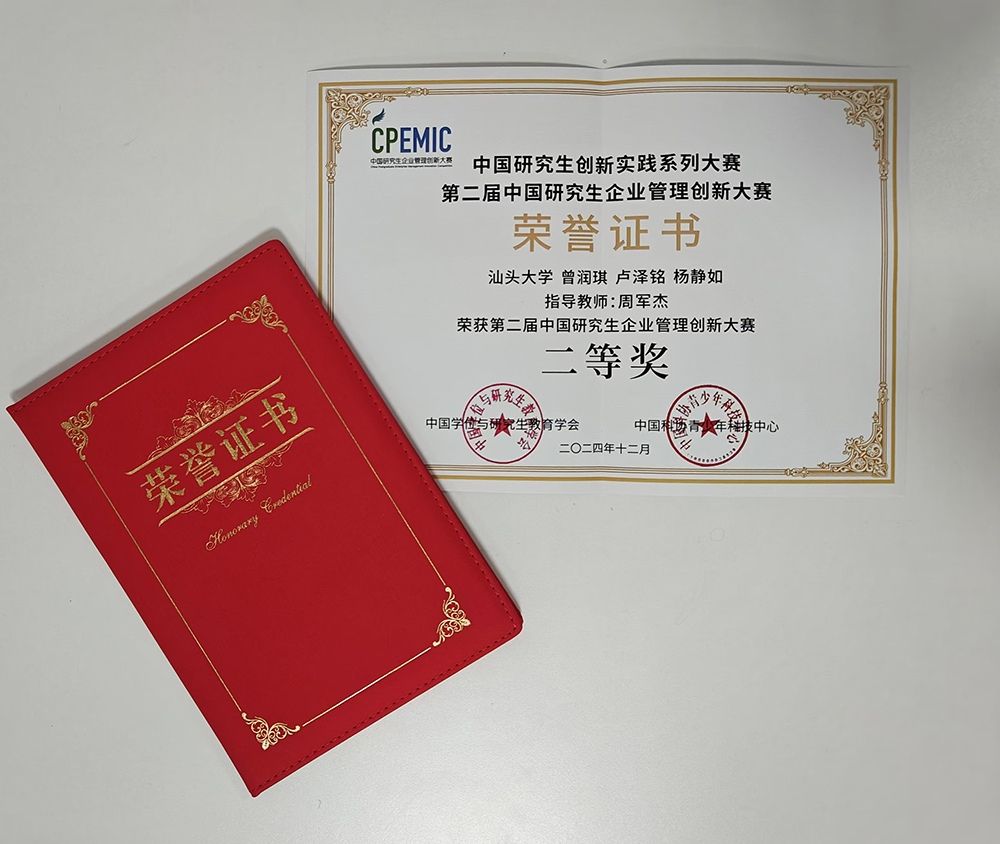 CPEMIC
中国研究生企业管理创新大赛
中国研究生创新实践系列大赛
第二届中国研究生企业管理创新大赛
荣誉证书
汕头大学 曾润琪 卢泽铭 杨静如
指导教师:周军杰
荣获第二届中国研究生企业管理创新大赛
二等奖
中国学位与研究生教育学会
中国科协青少年科技中心
二〇二四年十二月
荣誉证书
Honorary Credential